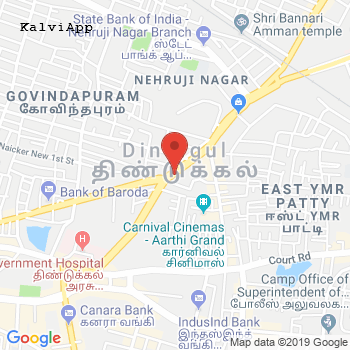 State Bank of India -
Nehruji Nagar Branch
ஸ்டேட்
பாங்க் ஆப்...
KalviApp
Shri Bannari
Amman temple
NEHRUJI NAGAR
GOVINDAPURAM
கோவிந்தபுரம்
Naicker New 1st St
திண்டுக்கல்
Bank of Baroda
EAST YMR
PATTY
ஈஸ்ட் YMR
பாட்டி
Carnival Cinemas
- Aarthi Grand
கார்னிவல்
சினிமாஸ்
Government Hospital
திண்டுக்கல்
அரசு...
Court Rd
Camp Office of
Superintendent of...
போலீஸ் அலுவலக...
Canara Bank
கனரா வங்கி
IndusInd Bank
இந்தஸ்இந்த்
Google
Map data ©2019 Google